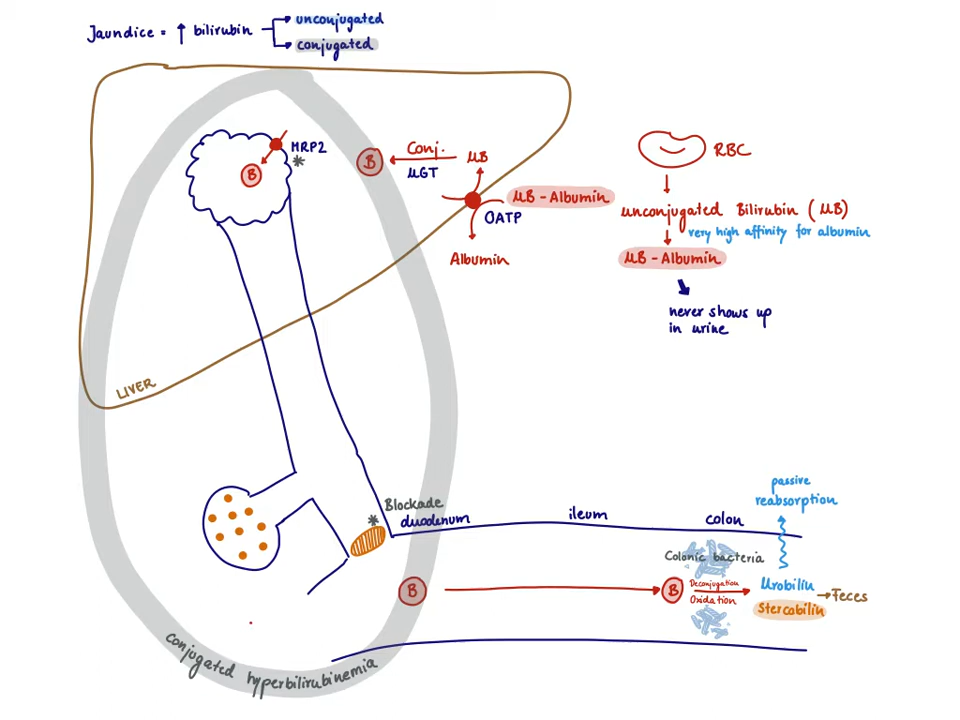 Jaundice = ↑ bilirubin
unconjugated
conjugated
MRP2
*
B
B
Conj.
UGT
UB
UB-Albumin
OATP
Albumin
RBC
unconjugated Bilirubin (UB)
very high affinity for albumin
UB-Albumin
never shows up
in urine
LIVER
Blockade
*
duodenum
ileum
colon
passive
reabsorption
Colonic bacteria
B
B
Deconjugation
Oxidation
Urobilin
Stercobilin
→Feces
conjugated hyperbilirubinemia